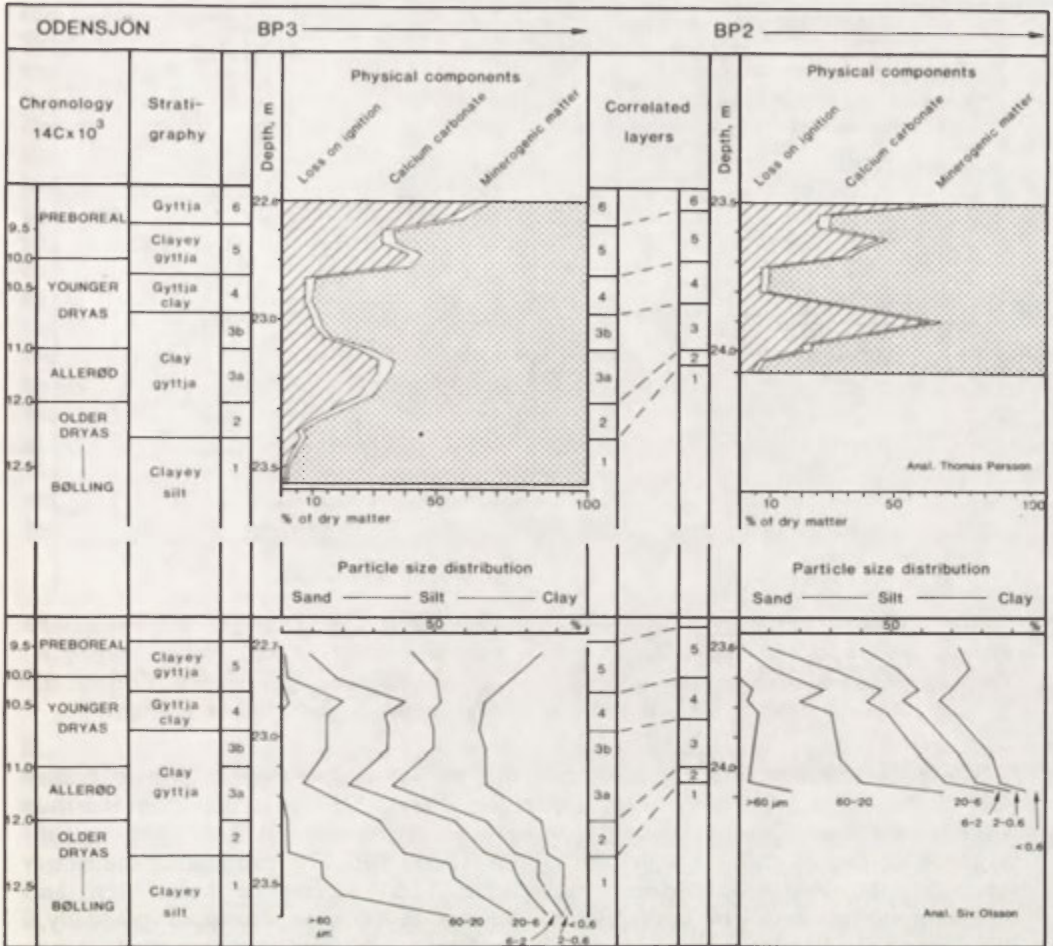 ODENSJÖN BP3 BP2
Chronology
14Cx10³
Strati-
graphy
Depth, m
Physical components
Loss on ignition
Calcium carbonate
Minerogenic matter
Correlated
layers
Depth, m
Physical components
Loss on ignition
Calcium carbonate
Minerogenic matter
PREBOREAL
9.5
10.0
YOUNGER
DRYAS
10.5
11.0
ALLERØD
12.0
OLDER
DRYAS
12.5
BØLLING
Gyttja 6
Clayey
gyttja
5
Gyttja
clay
4
3b
Clay
gyttja
3a
2
Clayey
silt
1
23.0
23.5
10 50 100
% of dry matter
6
5
4
3b
3a
2
1
6
5
4
3
2
1
23.5
24.0
Anal. Thomas Persson
10 50 100
% of dry matter
Particle size distribution
Sand Silt Clay
50 %
Particle size distribution
Sand Silt Clay
50 %
9.5
PREBOREAL
10.0
10.5
YOUNGER
DRYAS
11.0
ALLERØD
12.0
OLDER
DRYAS
12.5
BØLLING
Clayey
gyttja
5
Gyttja
clay
4
3b
Clay
gyttja
3a
2
Clayey
silt
1
23.0
23.5
>60
µm
60-20
20-6
6-2
2-0.6
<0.6
5
4
3b
3a
2
1
5
4
3
2
1
24.0
>60 µm
60-20
20-6
6-2
2-0.6
<0.6
Anal. Siv Olsson